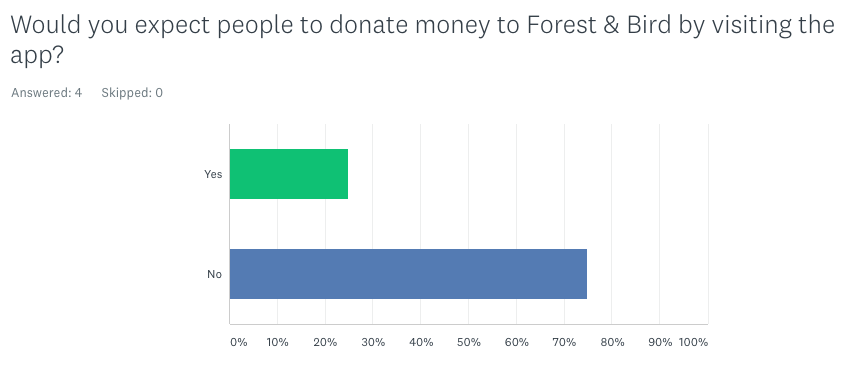 Would you expect people to donate money to Forest & Bird by visiting the
app?
Answered: 4 Skipped: 0
Yes
No
0% 10% 20% 30% 40% 50% 60% 70% 80% 90% 100%